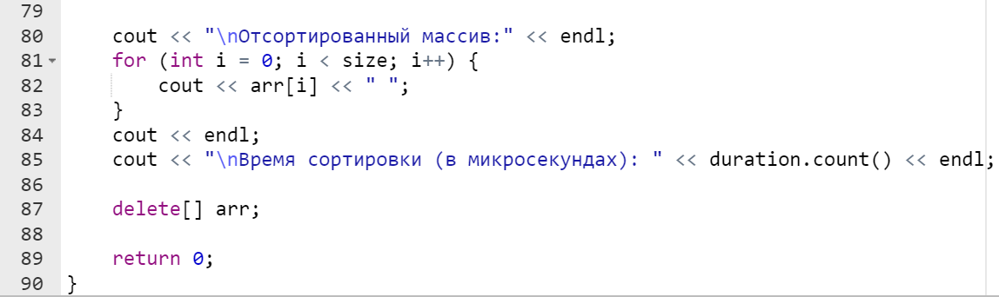 79
80 cout << "\nОтсортированный массив:" << endl;
81 for (int i = 0; i < size; i++) {
82 cout << arr[i] << " ";
83 }
84 cout << endl;
85 cout << "\nВремя сортировки (в микросекундах): " << duration.count() << endl;
86
87 delete[] arr;
88
89 return 0;
90 }